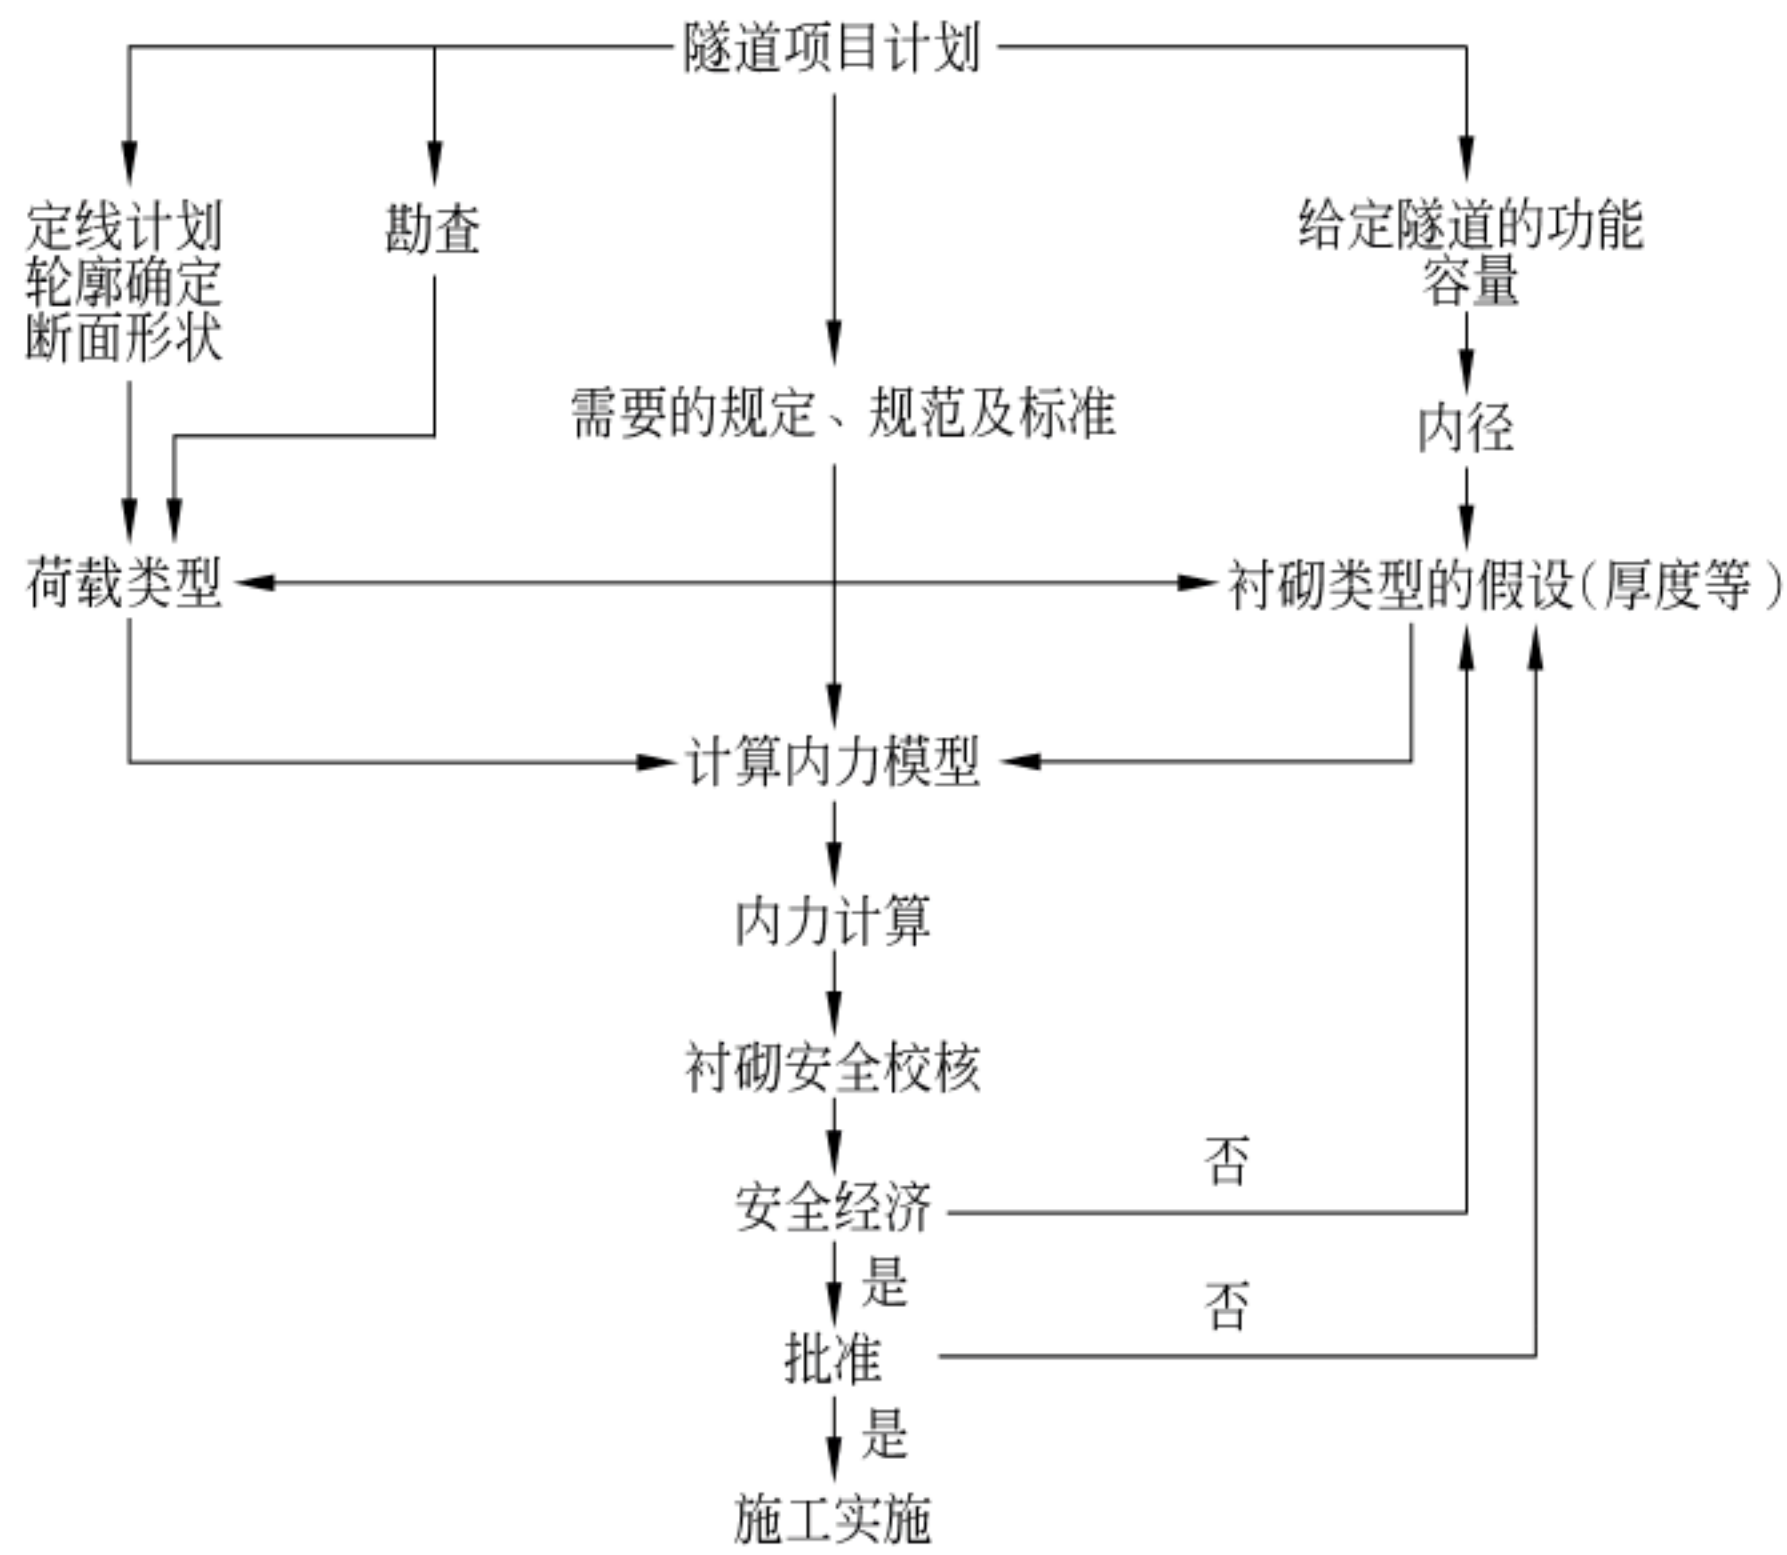 隧道项目计划
定线计划
轮廓确定
断面形状
勘查
给定隧道的功能
容量
需要的规定、规范及标准
内径
荷载类型
衬砌类型的假设(厚度等)
计算内力模型
内力计算
衬砌安全校核
否
安全经济
是
否
批准
是
施工实施